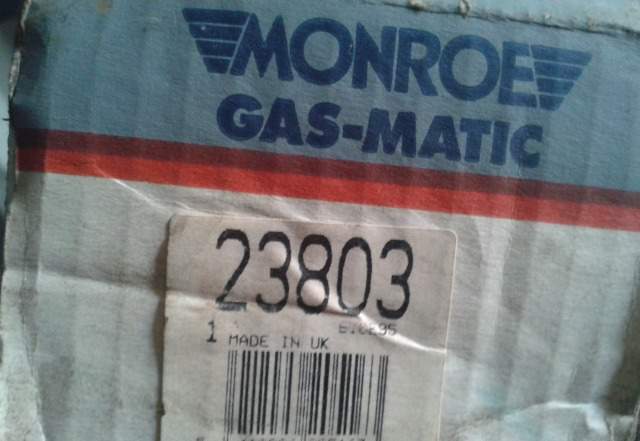 MONROE
GAS-MATIC
23803
1 MADE IN UK